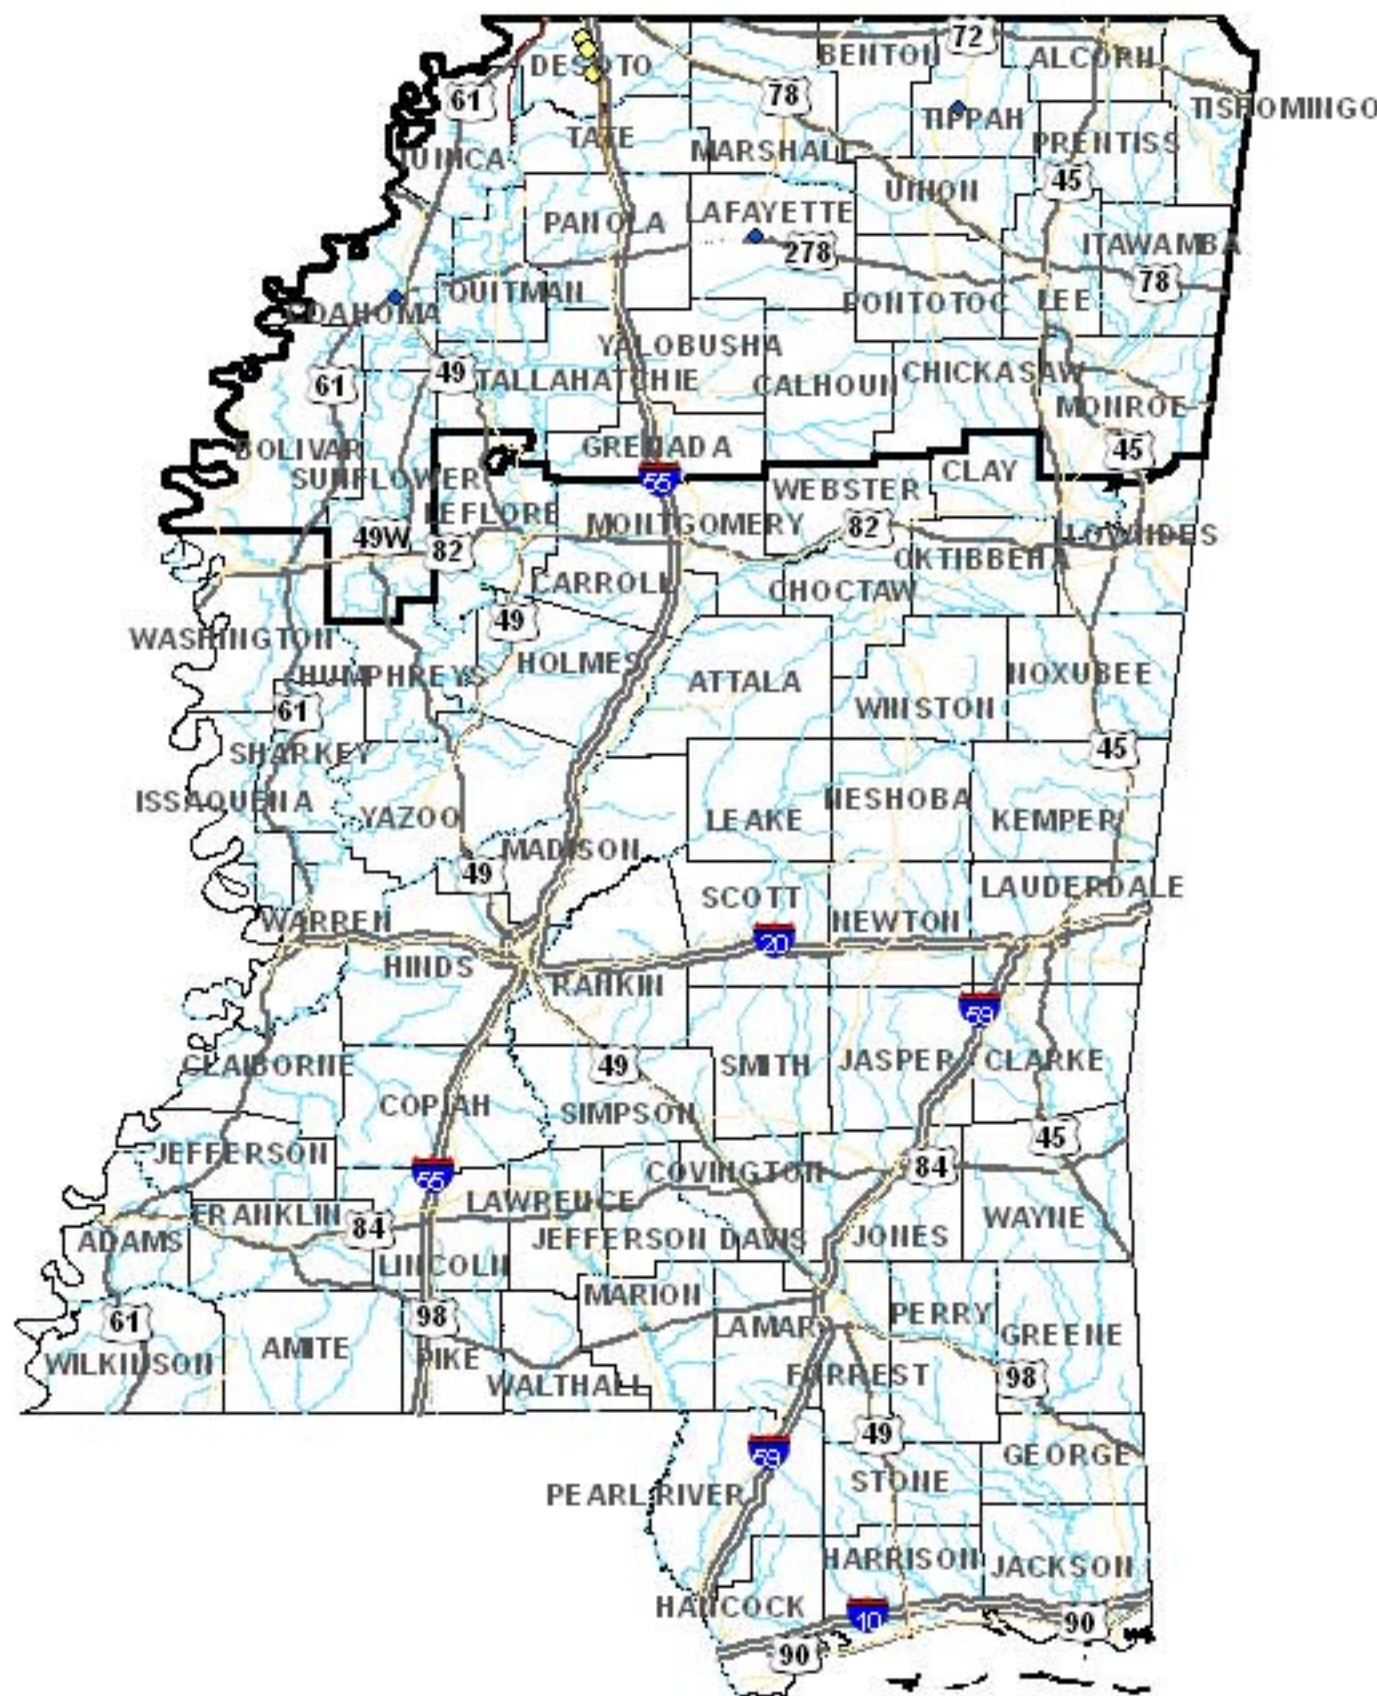 BENTON
72
ALCORN
DESOTO
61
78
TISHOMINGO
TIPPAH
TATE
PRENTISS
MARSHALL
TUNICA
45
UNION
LAFAYETTE
PANOLA
ITAWAMBA
278
78
QUITMAN
PONTOTOC
LEE
COAHOMA
YALOBUSHA
49
TALLAHATCHIE
CHICKASAW
61
CALHOUN
MONROE
BOLIVAR
GRENADA
45
SUNFLOWER
55
CLAY
WEBSTER
LEFLORE
MONTGOMERY
82
49W
LOWNDES
82
OKTIBBEHA
CARROLL
CHOCTAW
49
WASHINGTON
HOLMES
HUMPHREYS
ATTALA
NOXUBEE
61
WINSTON
SHARKEY
45
ISSAQUENA
NESHOBA
YAZOO
LEAKE
KEMPER
MADISON
49
LAUDERDALE
SCOTT
WARREN
NEWTON
20
HINDS
RANKIN
59
CLAIBORNE
49
SMITH
JASPER
CLARKE
COPIAH
SIMPSON
45
JEFFERSON
55
COVINGTON
84
LAWRENCE
FRANKLIN
84
WAYNE
ADAMS
JEFFERSON DAVIS
JONES
LINCOLN
MARION
61
98
PERRY
LAMAR
GREENE
AMITE
PIKE
WILKINSON
WALTHALL
FORREST
98
49
59
GEORGE
PEARL RIVER
STONE
HARRISON
JACKSON
HANCOCK
10
90
90